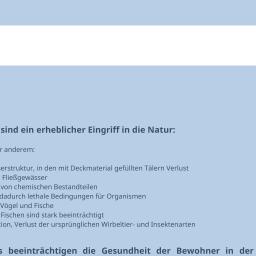 sind ein erheblicher Eingriff in die Natur:
r anderem:
erstruktur, in den mit Deckmaterial gefüllten Tälern Verlust
Fließgewässer
von chemischen Bestandteilen
dadurch lethale Bedingungen für Organismen
Vögel und Fische
Fischen sind stark beeinträchtigt
tion, Verlust der ursprünglichen Wirbeltier- und Insektenarten
s beeinträchtigen die Gesundheit der Bewohner in der